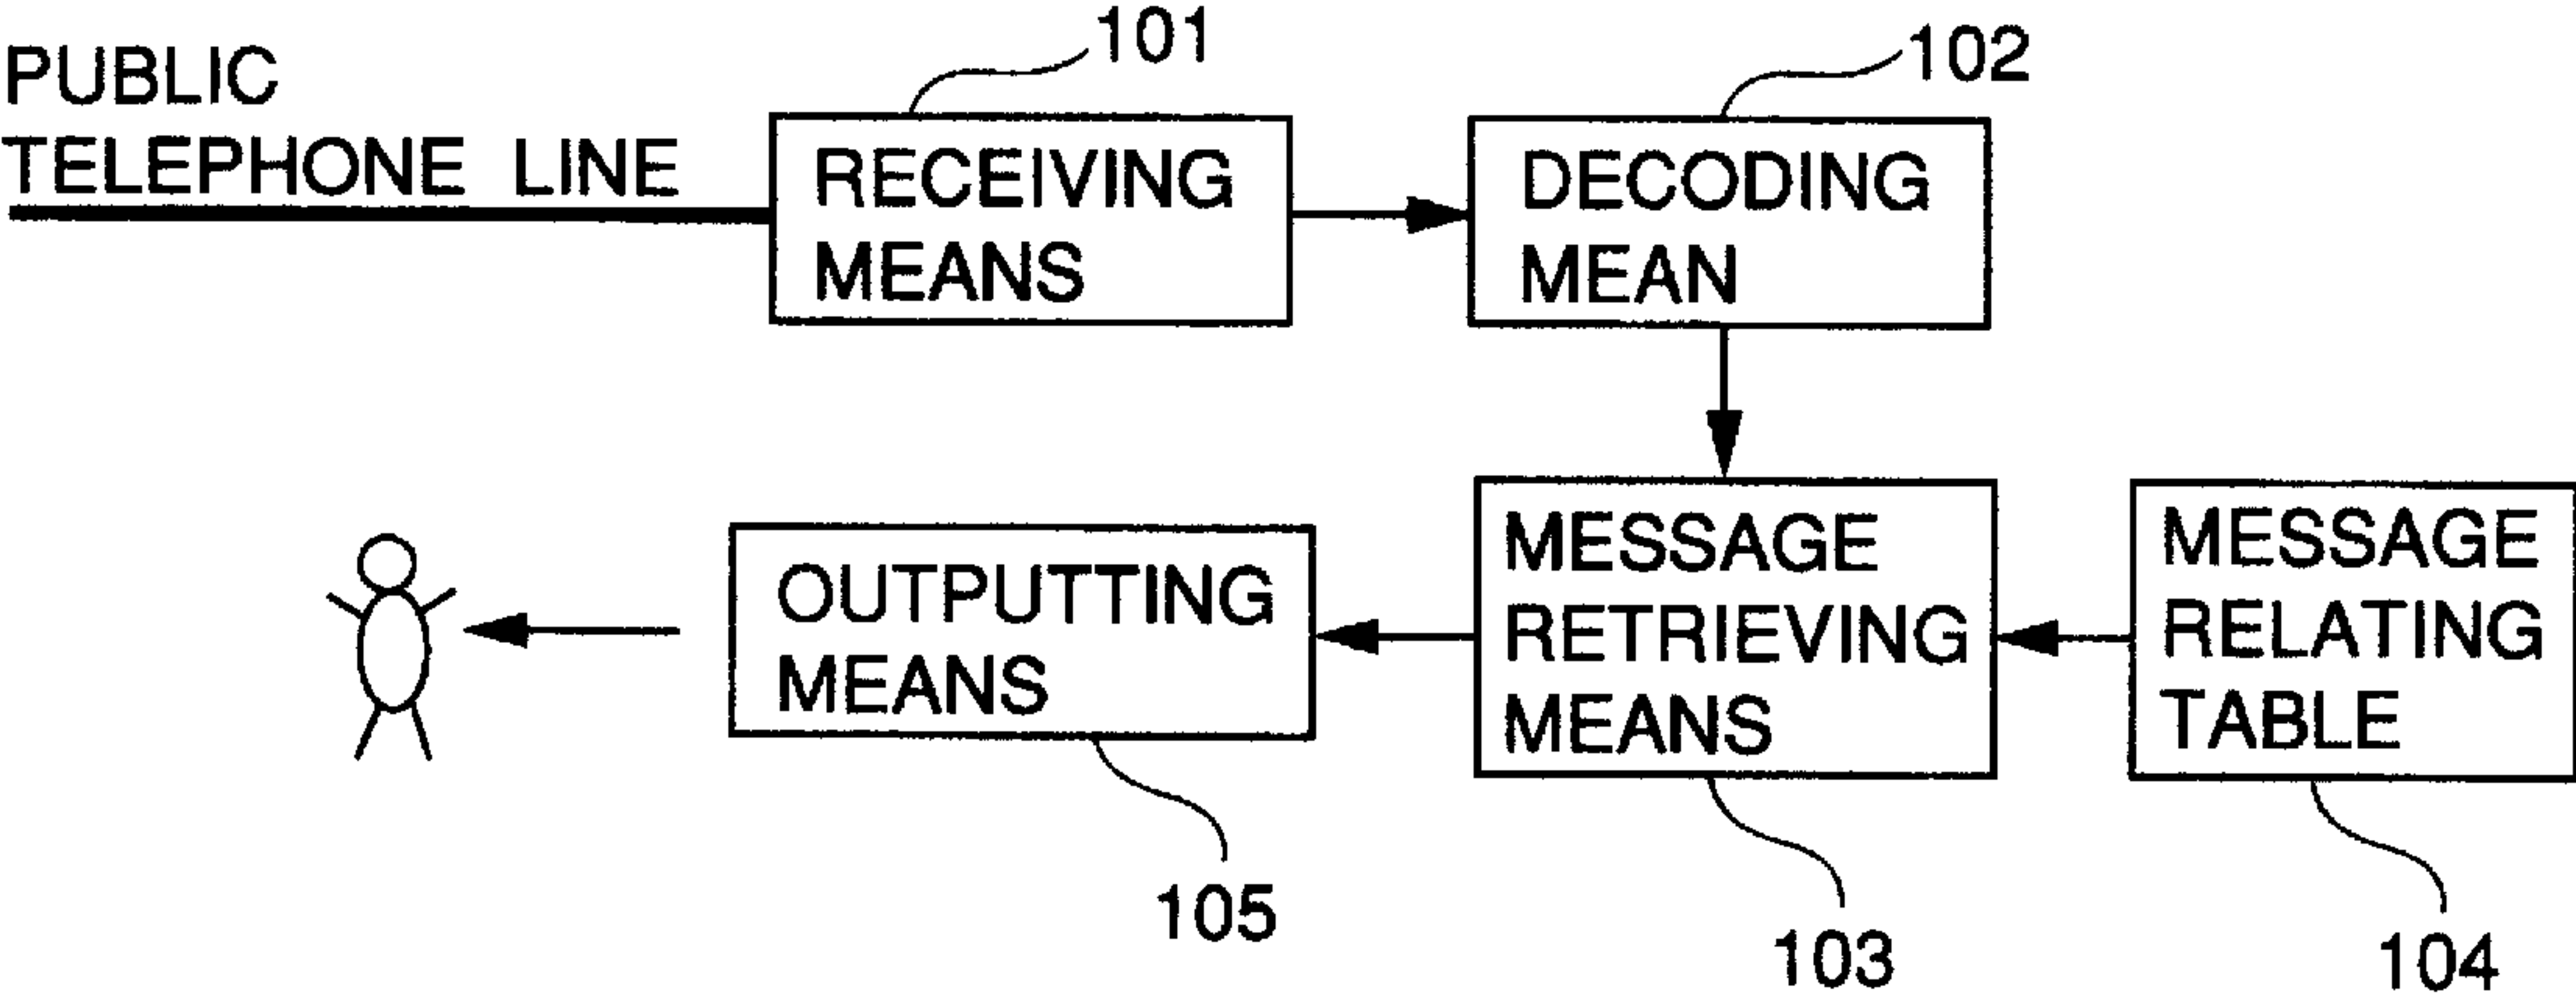 PUBLIC
TELEPHONE LINE
101
RECEIVING
MEANS
102
DECODING
MEAN
OUTPUTTING
MEANS
105
MESSAGE
RETRIEVING
MEANS
103
MESSAGE
RELATING
TABLE
104